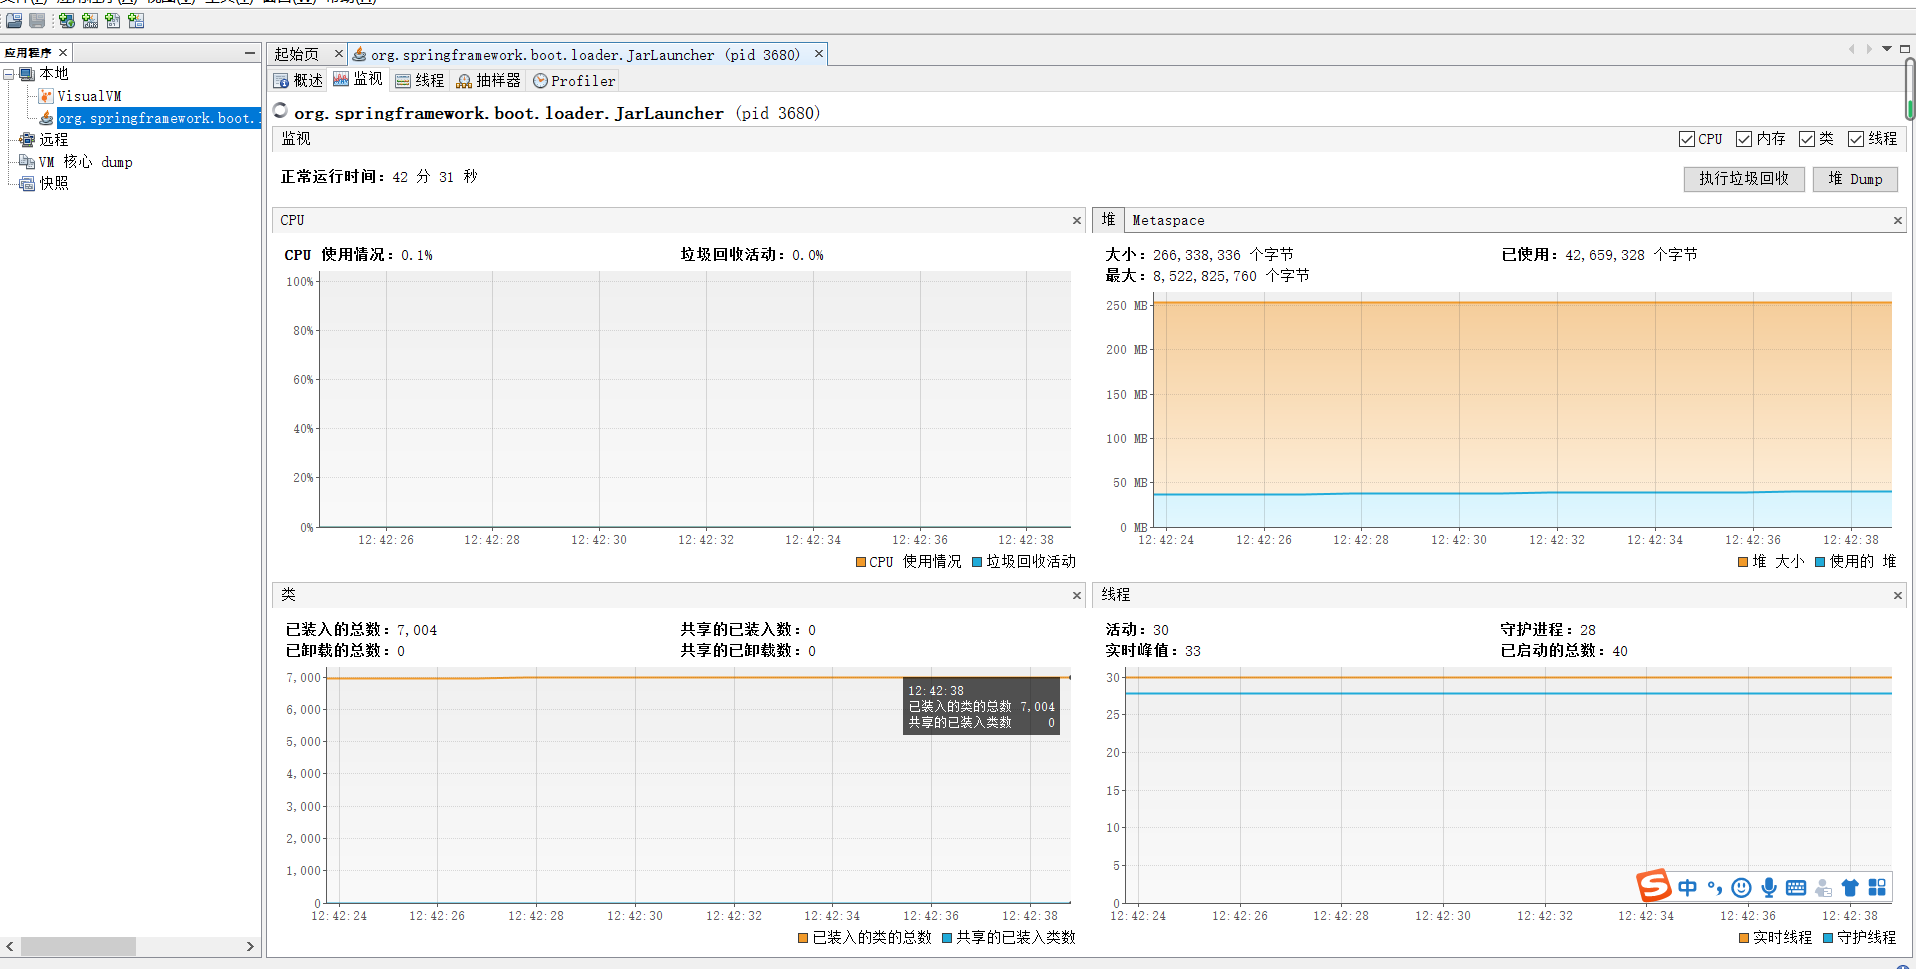 应用程序
本地
VisualVM
org.springframework.boot.l
远程
VM 核心 dump
快照
起始页
org.springframework.boot.loader.JarLauncher (pid 3680)
概述
监视
线程
抽样器
Profiler
org.springframework.boot.loader.JarLauncher (pid 3680)
监视
CPU
内存
类
线程
正常运行时间：42 分 31 秒
执行垃圾回收
堆 Dump
CPU
CPU 使用情况：0.1%
垃圾回收活动：0.0%
100%
80%
60%
40%
20%
0%
12:42:26
12:42:28
12:42:30
12:42:32
12:42:34
12:42:36
12:42:38
CPU 使用情况
垃圾回收活动
堆
Metaspace
大小：266,338,336 个字节
已使用：42,659,328 个字节
最大：8,522,825,760 个字节
250 MB
200 MB
150 MB
100 MB
50 MB
0 MB
12:42:24
12:42:26
12:42:28
12:42:30
12:42:32
12:42:34
12:42:36
12:42:38
堆 大小
使用的 堆
类
已装入的总数：7,004
共享的已装入数：0
已卸载的总数：0
共享的已卸载数：0
7,000
6,000
5,000
4,000
3,000
2,000
1,000
0
12:42:38
已装入的类的总数 7,004
共享的已装入类数 0
12:42:24
12:42:26
12:42:28
12:42:30
12:42:32
12:42:34
12:42:36
12:42:38
已装入的类的总数
共享的已装入类数
线程
活动：30
守护进程：28
实时峰值：33
已启动的总数：40
30
25
20
15
10
5
0
12:42:24
12:42:26
12:42:28
12:42:30
12:42:32
12:42:34
12:42:36
12:42:38
实时线程
守护线程
S
中